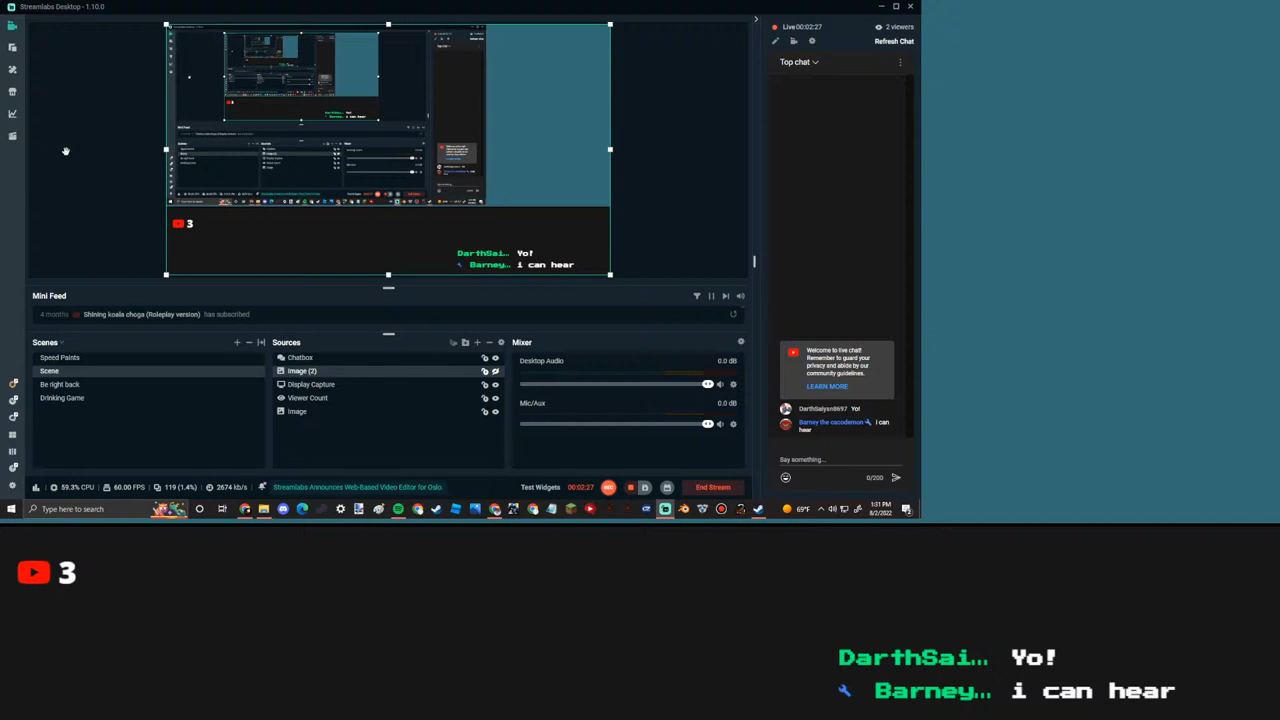 Streamlabs Desktop - 1.10.0
Live 00:02:27
2 viewers
Refresh Chat
Top chat
3
DarthSai... Yo!
Barney... i can hear
Mini Feed
4 months Shining koala choga (Roleplay version) has subscribed
Scenes
Speed Paints
Scene
Be right back
Drinking Game
Sources
Chatbox
Image (2)
Display Capture
Viewer Count
Image
Mixer
Desktop Audio 0.0 dB
Mic/Aux 0.0 dB
Welcome to live chat!
Remember to guard your
privacy and abide by our
community guidelines.
LEARN MORE
DarthSaiyan8697 Yo!
Barney the cacodemon i can
hear
Say something...
0/200
59.3% CPU 60.00 FPS 119 (1.4%) 2674 kb/s Streamlabs Announces Web-Based Video Editor for Oslo. Test Widgets 00:02:27 REC End Stream
Type here to search
69°F
1:31 PM
8/2/2022
3
DarthSai... Yo!
Barney... i can hear